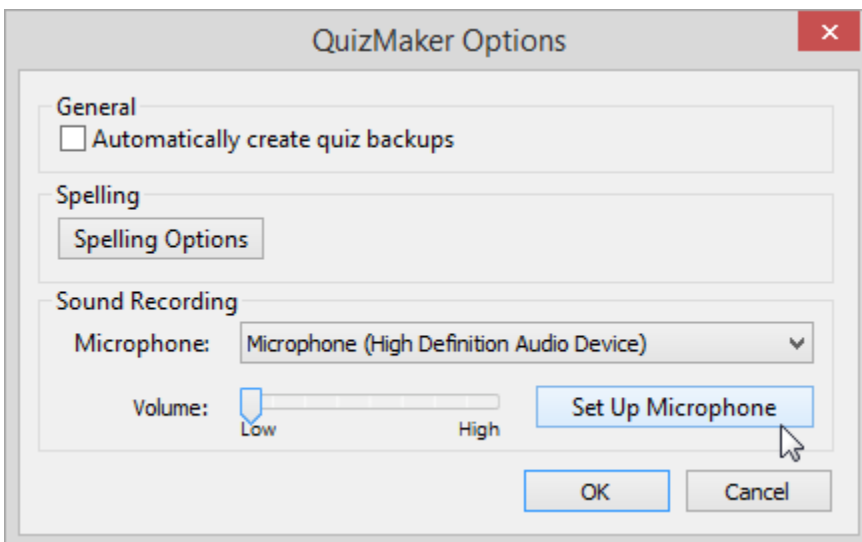 QuizMaker Options
General
Automatically create quiz backups
Spelling
Spelling Options
Sound Recording
Microphone: Microphone (High Definition Audio Device)
Volume: Set Up Microphone
Low High
OK Cancel